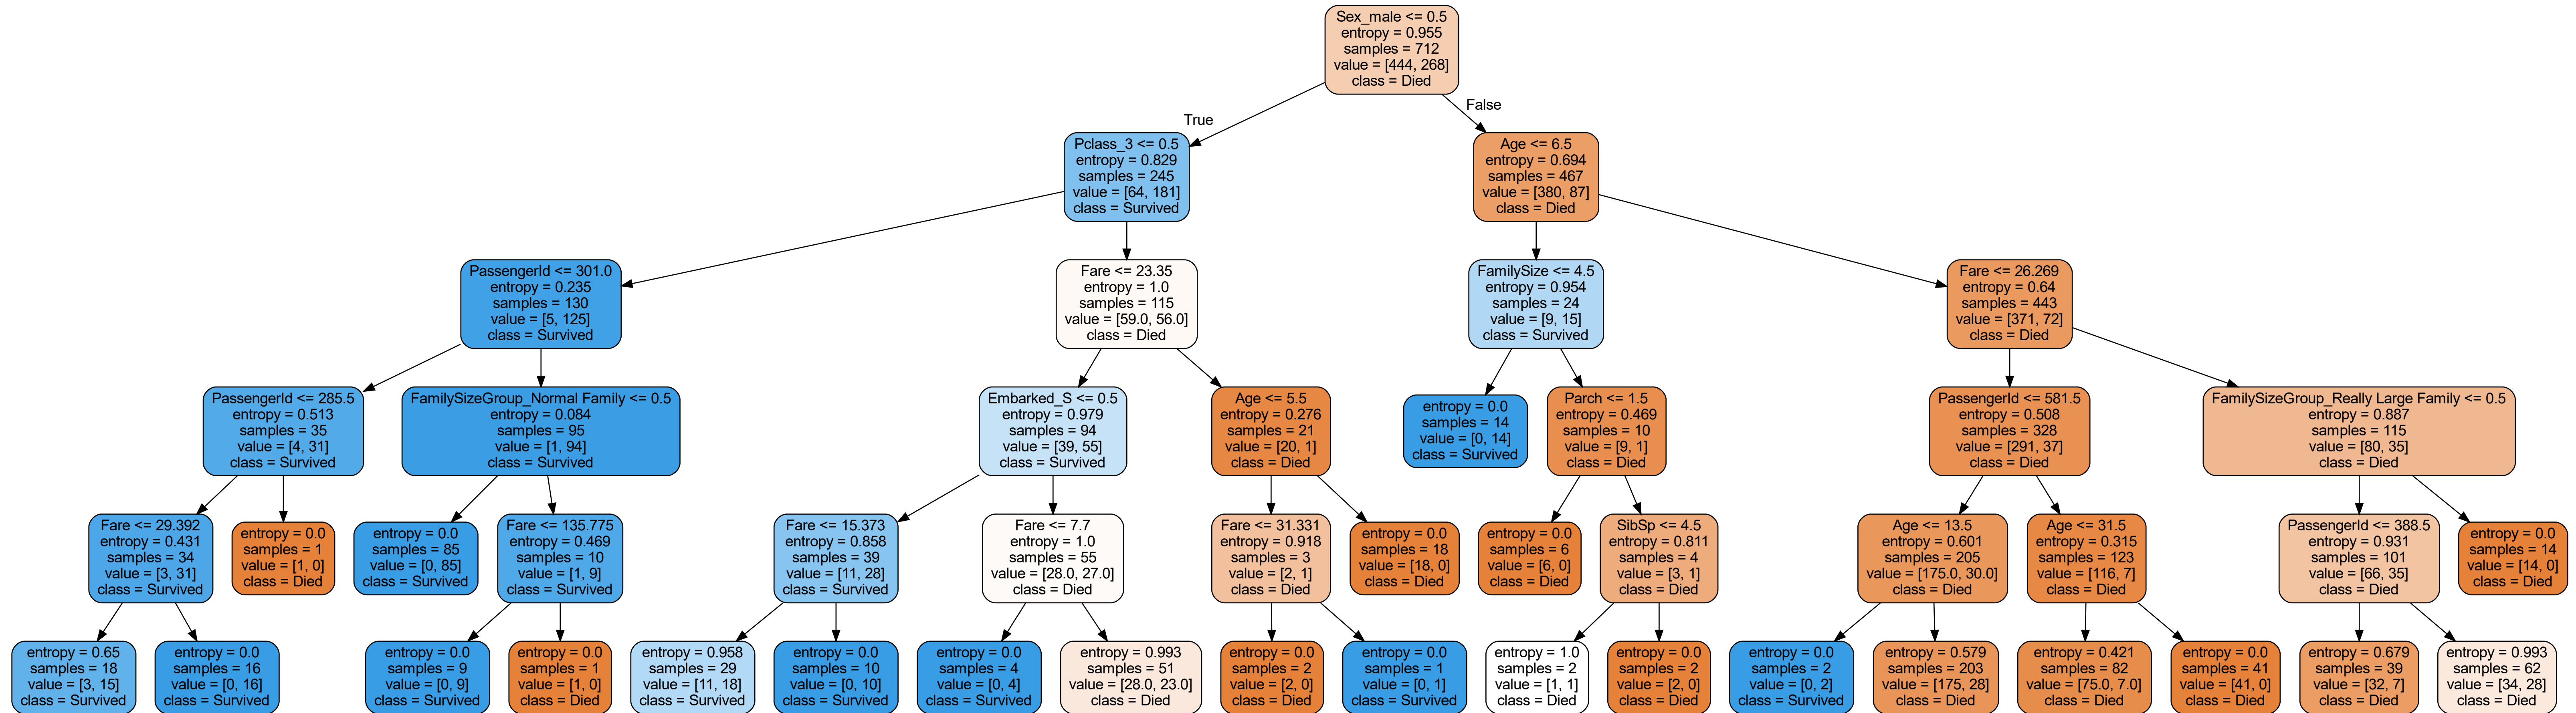 Sex_male <= 0.5
entropy = 0.955
samples = 712
value = [444, 268]
class = Died
True
False
Pclass_3 <= 0.5
entropy = 0.829
samples = 245
value = [64, 181]
class = Survived
Age <= 6.5
entropy = 0.694
samples = 467
value = [380, 87]
class = Died
PassengerId <= 301.0
entropy = 0.235
samples = 130
value = [5, 125]
class = Survived
Fare <= 23.35
entropy = 1.0
samples = 115
value = [59.0, 56.0]
class = Died
FamilySize <= 4.5
entropy = 0.954
samples = 24
value = [9, 15]
class = Survived
Fare <= 26.269
entropy = 0.64
samples = 443
value = [371, 72]
class = Died
PassengerId <= 285.5
entropy = 0.513
samples = 35
value = [4, 31]
class = Survived
FamilySizeGroup_Normal Family <= 0.5
entropy = 0.084
samples = 95
value = [1, 94]
class = Survived
Embarked_S <= 0.5
entropy = 0.979
samples = 94
value = [39, 55]
class = Survived
Age <= 5.5
entropy = 0.276
samples = 21
value = [20, 1]
class = Died
entropy = 0.0
samples = 14
value = [0, 14]
class = Survived
Parch <= 1.5
entropy = 0.469
samples = 10
value = [9, 1]
class = Died
PassengerId <= 581.5
entropy = 0.508
samples = 328
value = [291, 37]
class = Died
FamilySizeGroup_Really Large Family <= 0.5
entropy = 0.887
samples = 115
value = [80, 35]
class = Died
Fare <= 29.392
entropy = 0.431
samples = 34
value = [3, 31]
class = Survived
entropy = 0.0
samples = 1
value = [1, 0]
class = Died
entropy = 0.0
samples = 85
value = [0, 85]
class = Survived
Fare <= 135.775
entropy = 0.469
samples = 10
value = [1, 9]
class = Survived
Fare <= 15.373
entropy = 0.858
samples = 39
value = [11, 28]
class = Survived
Fare <= 7.7
entropy = 1.0
samples = 55
value = [28.0, 27.0]
class = Died
Fare <= 31.331
entropy = 0.918
samples = 3
value = [2, 1]
class = Died
entropy = 0.0
samples = 18
value = [18, 0]
class = Died
entropy = 0.0
samples = 6
value = [6, 0]
class = Died
SibSp <= 4.5
entropy = 0.811
samples = 4
value = [3, 1]
class = Died
Age <= 13.5
entropy = 0.601
samples = 205
value = [175.0, 30.0]
class = Died
Age <= 31.5
entropy = 0.315
samples = 123
value = [116, 7]
class = Died
PassengerId <= 388.5
entropy = 0.931
samples = 101
value = [66, 35]
class = Died
entropy = 0.0
samples = 14
value = [14, 0]
class = Died
entropy = 0.65
samples = 18
value = [3, 15]
class = Survived
entropy = 0.0
samples = 16
value = [0, 16]
class = Survived
entropy = 0.0
samples = 9
value = [0, 9]
class = Survived
entropy = 0.0
samples = 1
value = [1, 0]
class = Died
entropy = 0.958
samples = 29
value = [11, 18]
class = Survived
entropy = 0.0
samples = 10
value = [0, 10]
class = Survived
entropy = 0.0
samples = 4
value = [0, 4]
class = Survived
entropy = 0.993
samples = 51
value = [28.0, 23.0]
class = Died
entropy = 0.0
samples = 2
value = [2, 0]
class = Died
entropy = 0.0
samples = 1
value = [0, 1]
class = Survived
entropy = 1.0
samples = 2
value = [1, 1]
class = Died
entropy = 0.0
samples = 2
value = [2, 0]
class = Died
entropy = 0.0
samples = 2
value = [0, 2]
class = Survived
entropy = 0.579
samples = 203
value = [175, 28]
class = Died
entropy = 0.421
samples = 82
value = [75.0, 7.0]
class = Died
entropy = 0.0
samples = 41
value = [41, 0]
class = Died
entropy = 0.679
samples = 39
value = [32, 7]
class = Died
entropy = 0.993
samples = 62
value = [34, 28]
class = Died